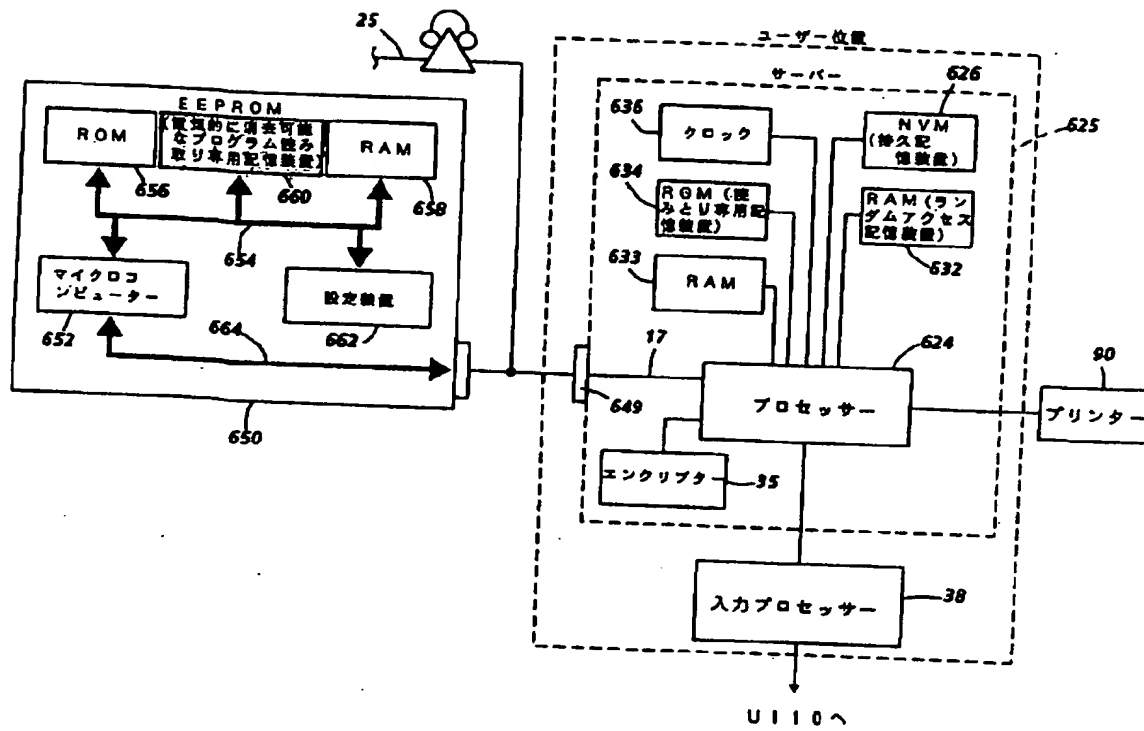 25
EEPROM
ROM
(電気的に消去可能
なプログラム読み
取り専用記憶装置)
RAM
656
660
658
654
マイクロコ
ンピューター
652
設定装置
662
664
650
ユーザー位置
サーバー
636
クロック
626
NVM
(持久記
憶装置)
625
634
ROM(読
みとり専用記
憶装置)
RAM(ラン
ダムアクセス
記憶装置)
632
633
RAM
17
624
649
プロセッサー
90
プリンター
エンクリプター
35
入力プロセッサー
38
UI10へ